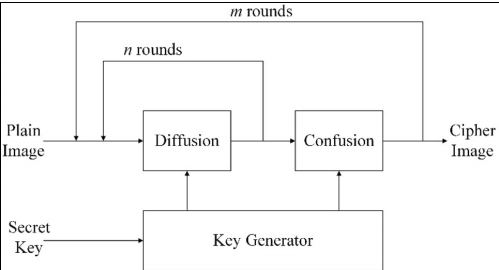 m rounds
n rounds
Plain
Image
Diffusion
Confusion
Cipher
Image
Secret
Key
Key Generator